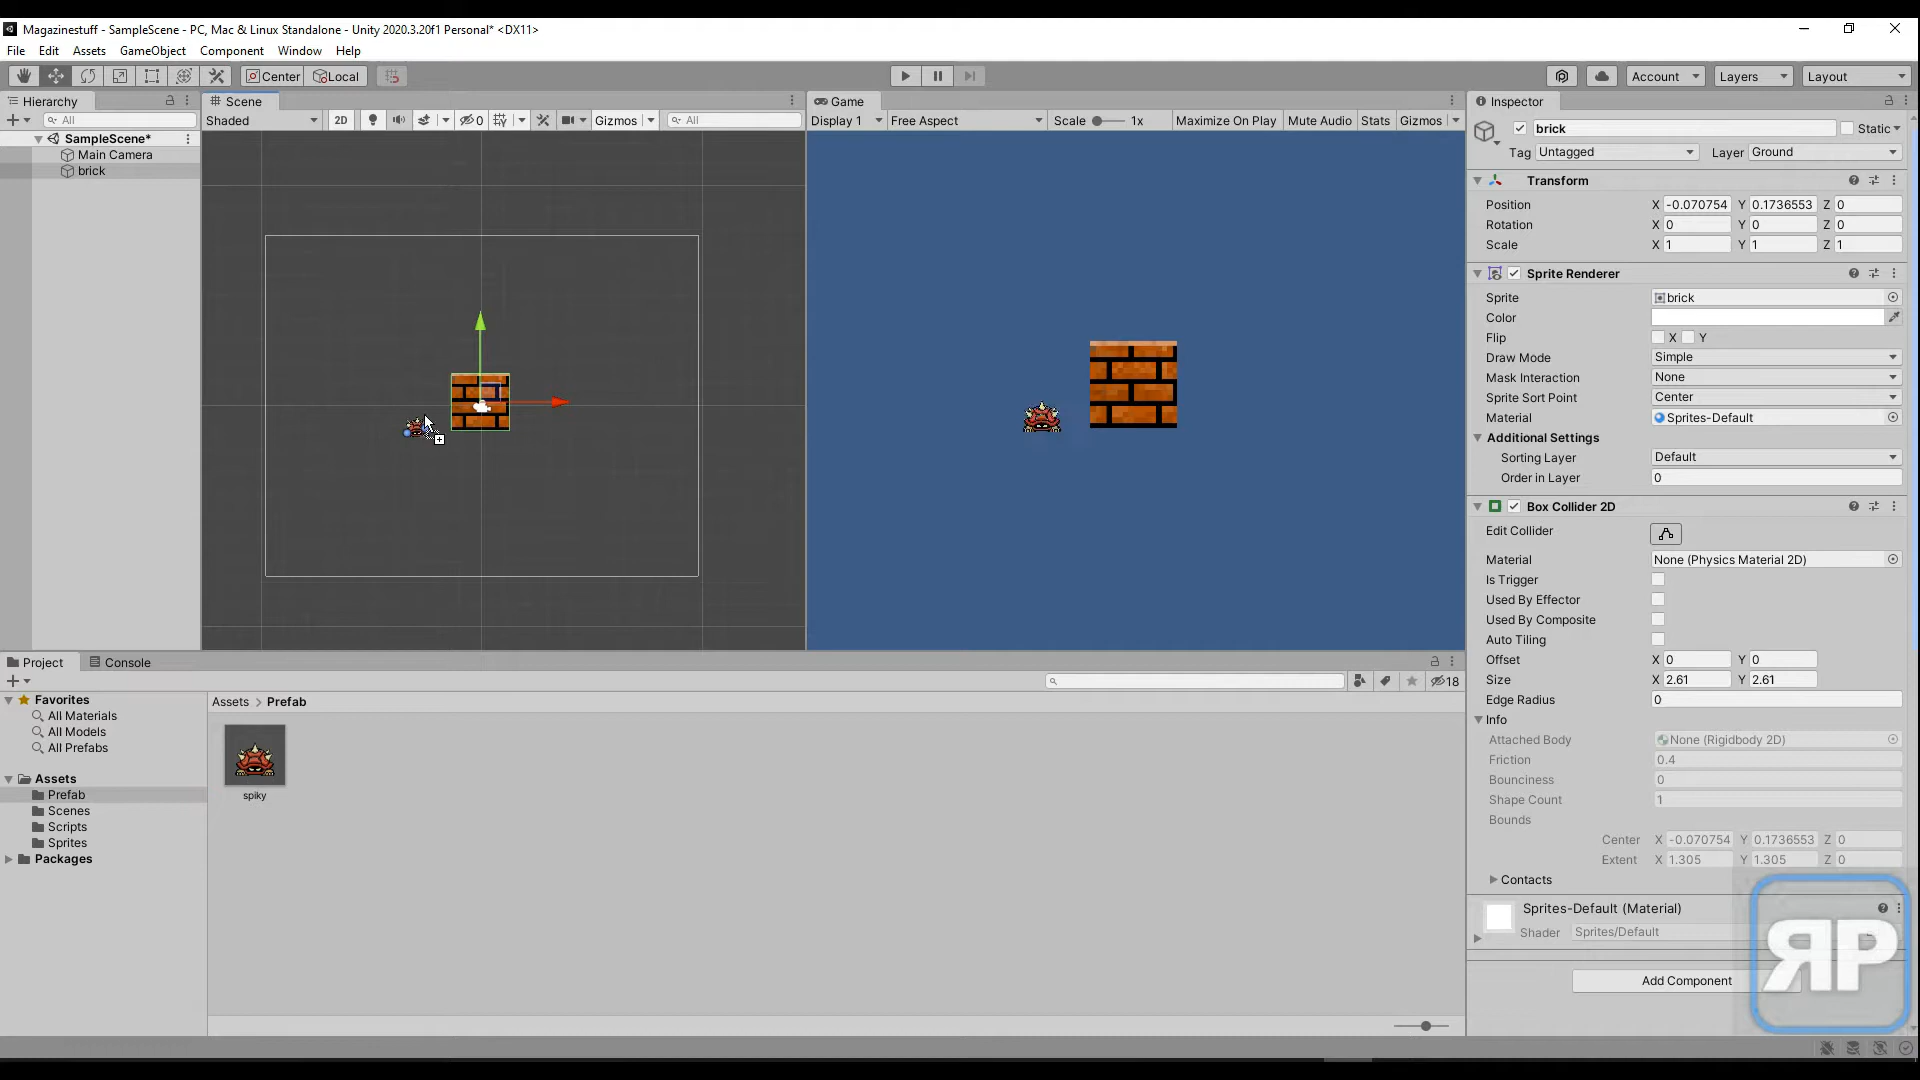 Magazinestuff - SampleScene - PC, Mac & Linux Standalone - Unity 2020.3.20f1 Personal* <DX11>
File Edit Assets GameObject Component Window Help
Center Local Account Layers Layout
Hierarchy Scene Game Inspector
All Shaded 2D 0 Gizmos All Display 1 Free Aspect Scale 1x Maximize On Play Mute Audio Stats Gizmos
SampleScene*
Main Camera
brick
brick Static
Tag Untagged Layer Ground
Transform
Position X -0.070754 Y 0.1736553 Z 0
Rotation X 0 Y 0 Z 0
Scale X 1 Y 1 Z 1
Sprite Renderer
Sprite brick
Color
Flip X Y
Draw Mode Simple
Mask Interaction None
Sprite Sort Point Center
Material Sprites-Default
Additional Settings
Sorting Layer Default
Order in Layer 0
Box Collider 2D
Edit Collider
Material None (Physics Material 2D)
Is Trigger
Used By Effector
Used By Composite
Auto Tiling
Offset X 0 Y 0
Size X 2.61 Y 2.61
Edge Radius 0
Info
Attached Body None (Rigidbody 2D)
Friction 0.4
Bounciness 0
Shape Count 1
Bounds
Center X -0.070754 Y 0.1736553 Z 0
Extent X 1.305 Y 1.305 Z 0
Contacts
Sprites-Default (Material)
Shader Sprites/Default
Add Component
Project Console
18
Favorites
All Materials
All Models
All Prefabs
Assets
Prefab
Scenes
Scripts
Sprites
Packages
Assets > Prefab
spiky
RP